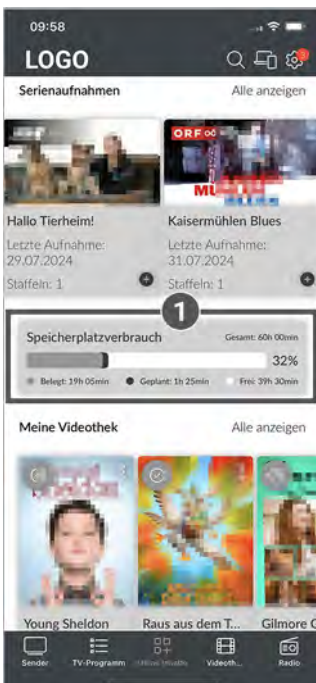 09:58
LOGO
Serienaufnahmen Alle anzeigen
ORF
Hallo Tierheim! Kaisermühlen Blues
Letzte Aufnahme: Letzte Aufnahme:
29.07.2024 31.07.2024
Staffeln: 1 Staffeln: 1
1
Speicherplatzverbrauch Gesamt: 60h 00min
32%
Belegt: 19h 05min Geplant: 1h 25min Frei: 39h 30min
Meine Videothek Alle anzeigen
Young Sheldon Raus aus dem T... Gilmore G
Sender TV-Programm Videoth... Radio